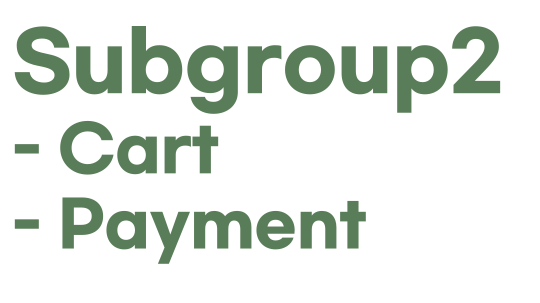 Subgroup2
- Cart
- Payment